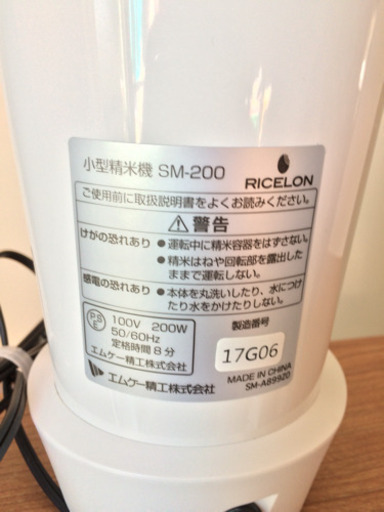 小型精米機 SM-200
RICELON
ご使用前に取扱説明書をよくお読みください。
⚠警告
けがの恐れあり ●運転中に精米容器をはずさない。
●精米はねや回転部を露出した
ままで運転しない。
感電の恐れあり ●本体を丸洗いしたり、水につけ
たり水をかけたりしない。
PSE
100V 200W
50/60Hz
定格時間8分
エムケー精工株式会社
製造番号
17G06
エムケー精工株式会社
MADE IN CHINA
SM-A89920